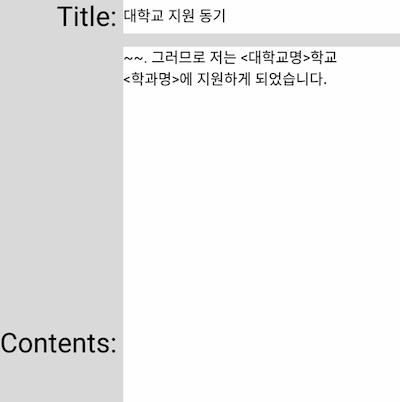 Title: 대학교 지원 동기
~~. 그러므로 저는 <대학교명>학교
<학과명>에 지원하게 되었습니다.
Contents: